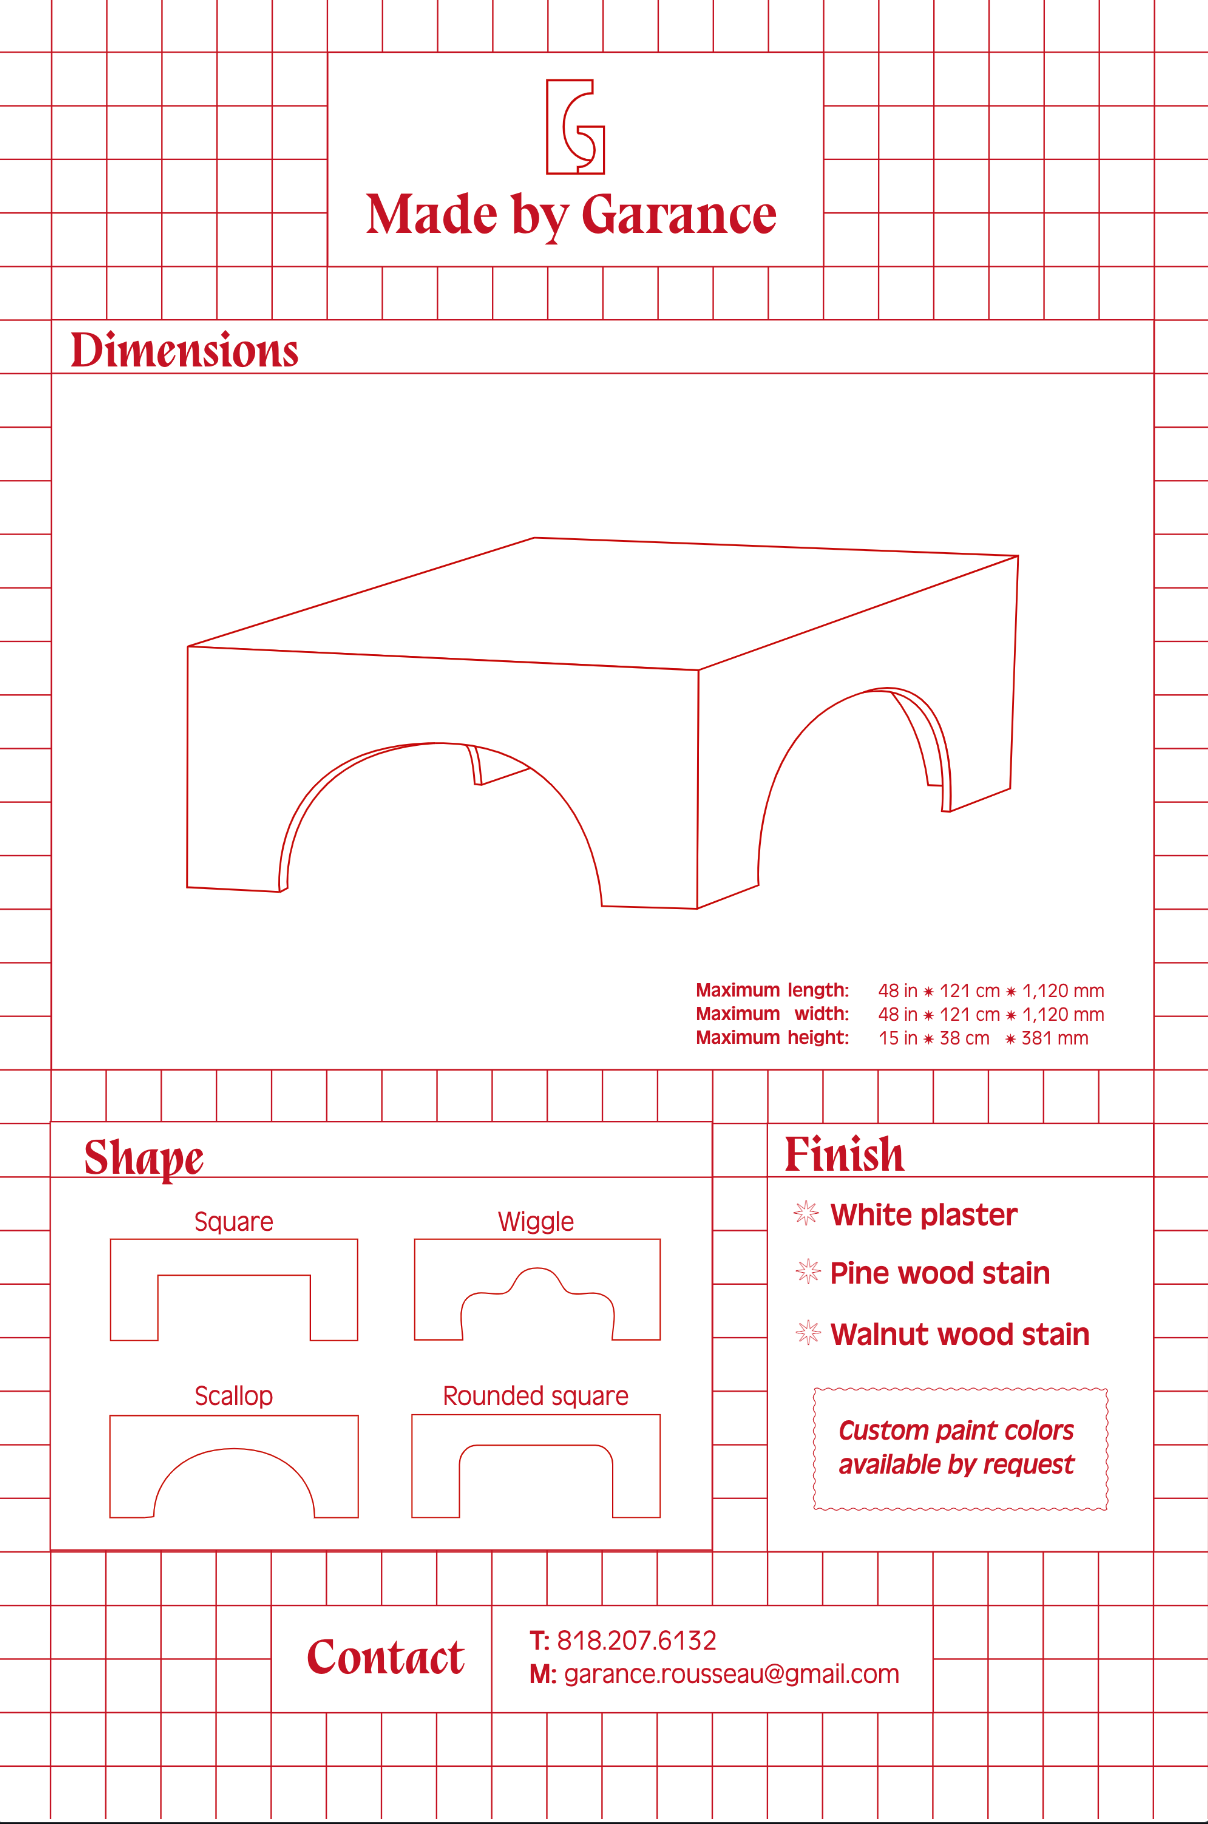 G
Made by Garance
Dimensions
Maximum length: 48 in ✷ 121 cm ✷ 1,120 mm
Maximum width: 48 in ✷ 121 cm ✷ 1,120 mm
Maximum height: 15 in ✷ 38 cm ✷ 381 mm
Shape
Square
Wiggle
Scallop
Rounded square
Finish
White plaster
Pine wood stain
Walnut wood stain
Custom paint colors
available by request
Contact
T: 818.207.6132
M: garance.rousseau@gmail.com